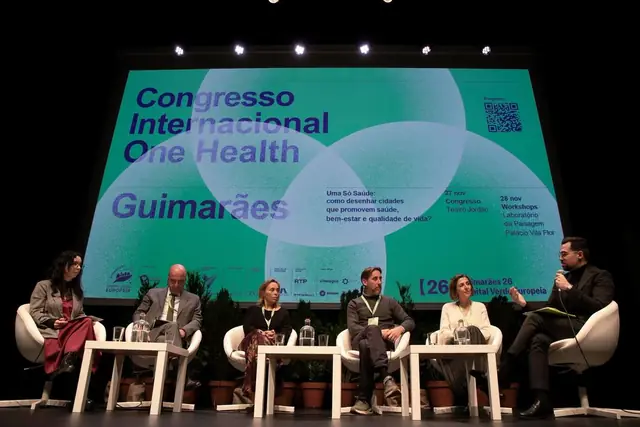 Congresso
Internacional
One Health
Guimarães
Uma Só Saúde:
como desenhar cidades
que promovem saúde,
bem-estar e qualidade de vida?
27 nov
Congresso
Teatro Jordão
26 nov
Workshops
Laboratório
da Paisagem
Palácio Vila Flor
RTP
[26
Guimarães 26
Capital Verde Europeia